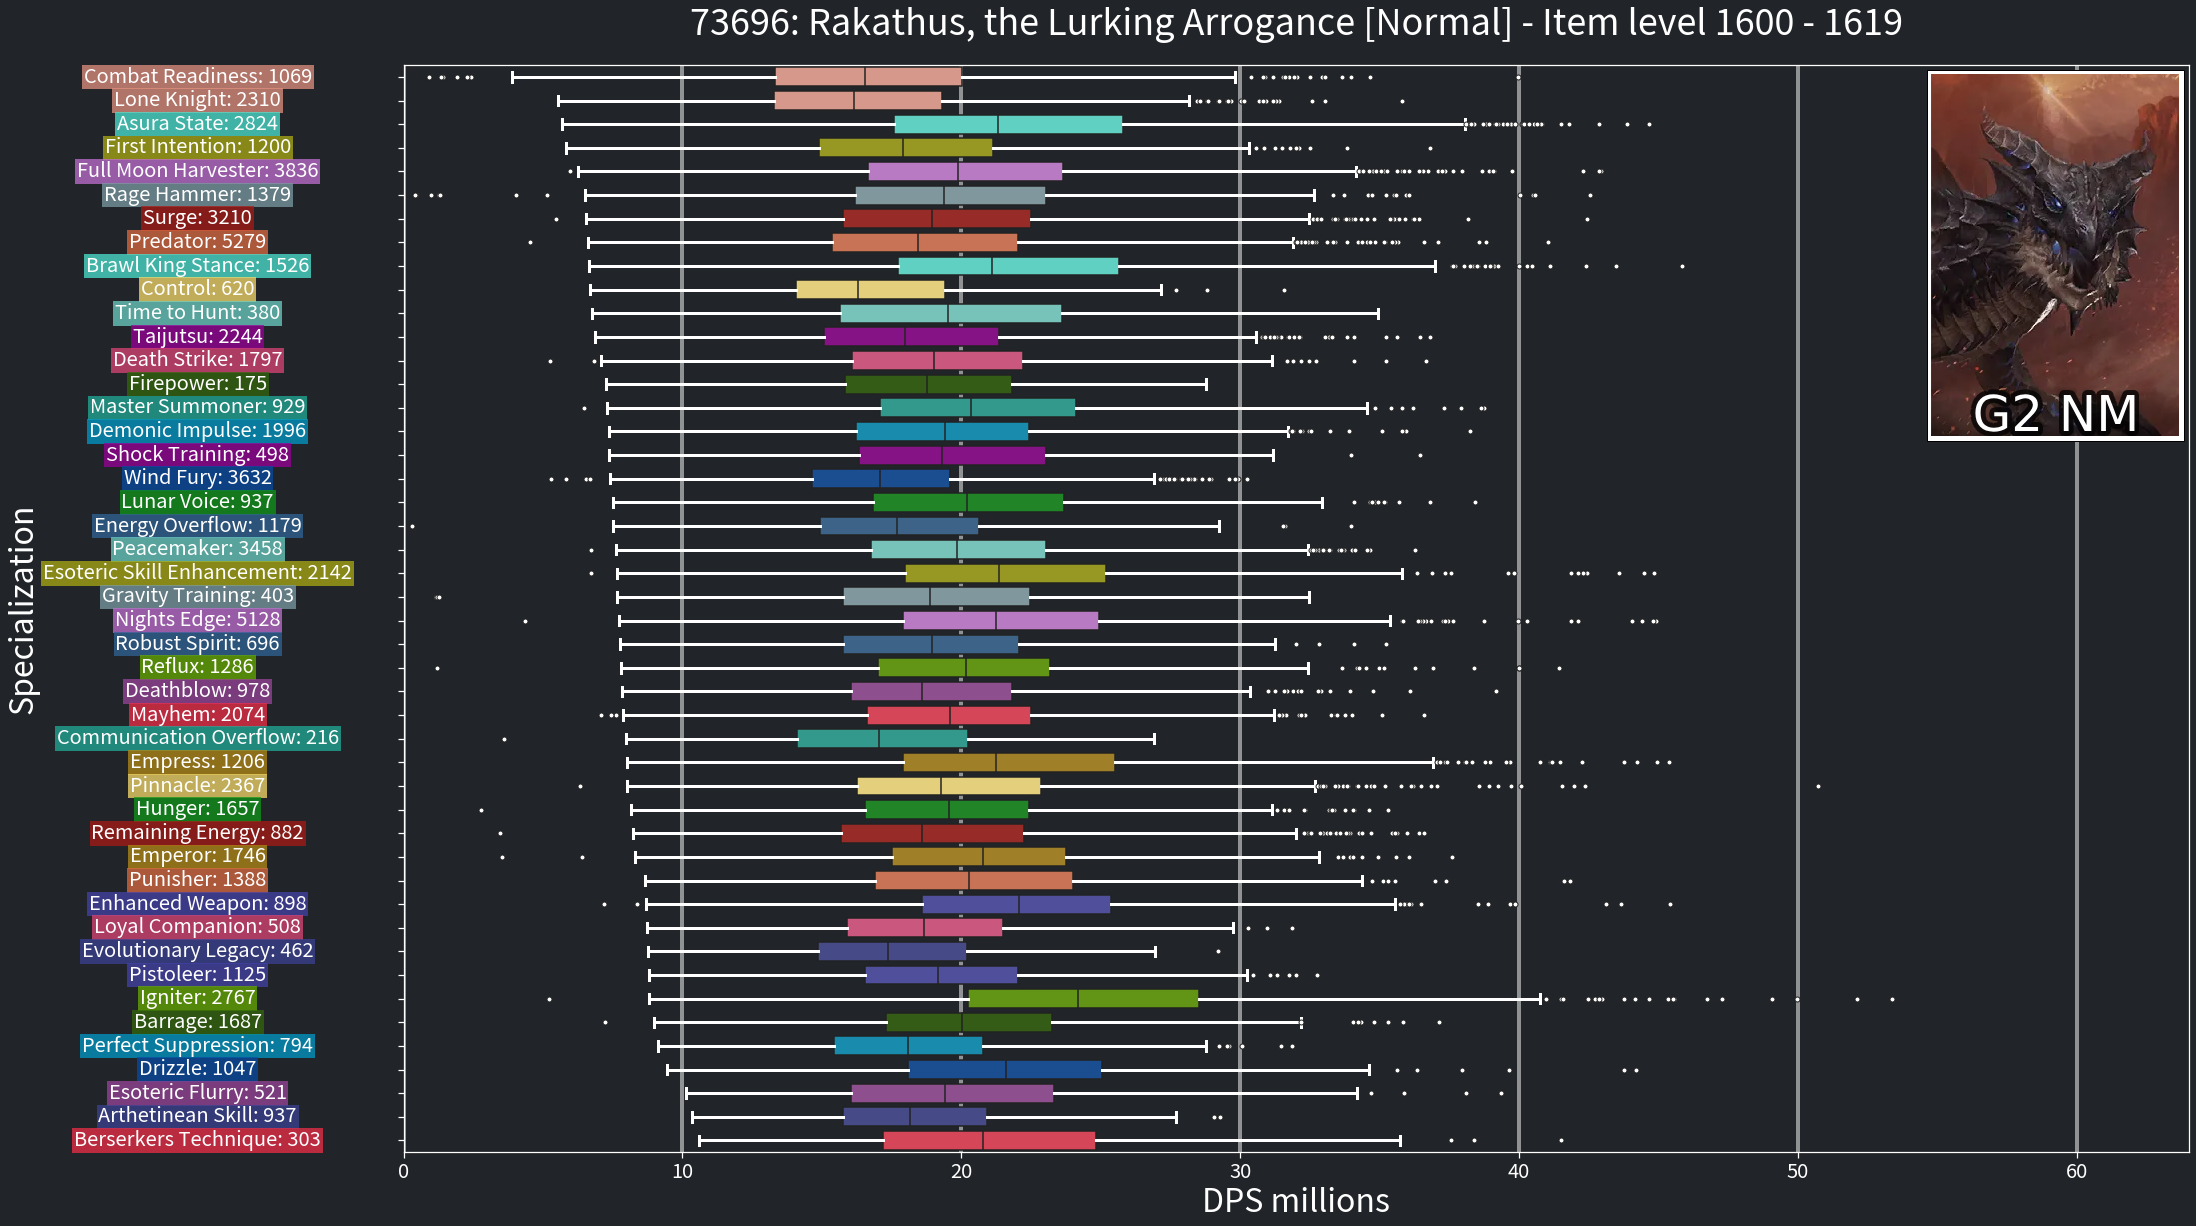 73696: Rakathus, the Lurking Arrogance [Normal] - Item level 1600 - 1619
Combat Readiness: 1069
Lone Knight: 2310
Asura State: 2824
First Intention: 1200
Full Moon Harvester: 3836
Rage Hammer: 1379
Surge: 3210
Predator: 5279
Brawl King Stance: 1526
Control: 620
Time to Hunt: 380
Taijutsu: 2244
Death Strike: 1797
Firepower: 175
Master Summoner: 929
Demonic Impulse: 1996
Shock Training: 498
Wind Fury: 3632
Lunar Voice: 937
Energy Overflow: 1179
Peacemaker: 3458
Esoteric Skill Enhancement: 2142
Gravity Training: 403
Nights Edge: 5128
Robust Spirit: 696
Reflux: 1286
Deathblow: 978
Mayhem: 2074
Communication Overflow: 216
Empress: 1206
Pinnacle: 2367
Hunger: 1657
Remaining Energy: 882
Emperor: 1746
Punisher: 1388
Enhanced Weapon: 898
Loyal Companion: 508
Evolutionary Legacy: 462
Pistoleer: 1125
Igniter: 2767
Barrage: 1687
Perfect Suppression: 794
Drizzle: 1047
Esoteric Flurry: 521
Arthetinean Skill: 937
Berserkers Technique: 303
Specialization
G2 NM
0 10 20 30 40 50 60
DPS millions